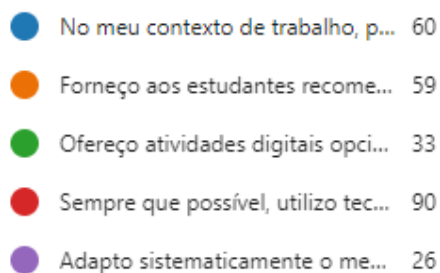 No meu contexto de trabalho, p... 60
Forneço aos estudantes recome... 59
Ofereço atividades digitais opci... 33
Sempre que possível, utilizo tec... 90
Adapto sistematicamente o me... 26